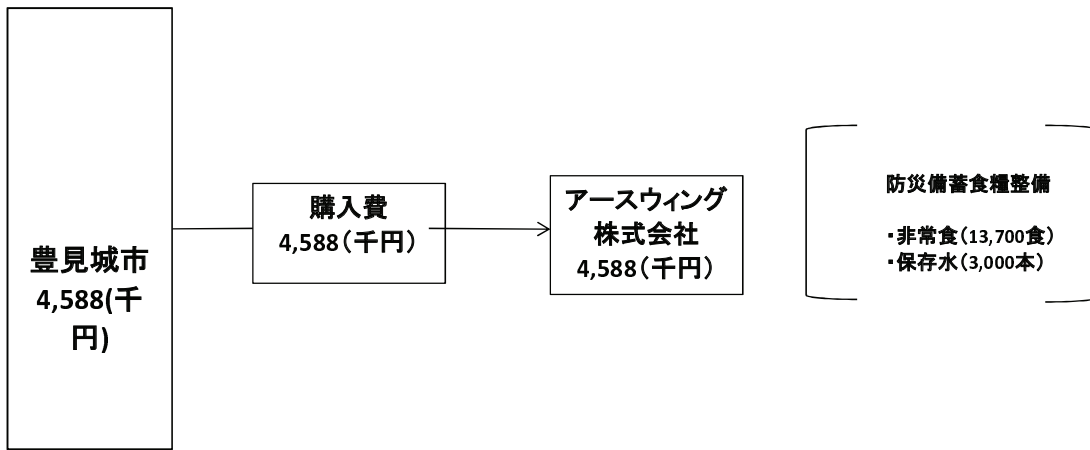 豊見城市
4,588(千
円)
購入費
4,588(千円)
アースウィング
株式会社
4,588(千円)
防災備蓄食糧整備
・非常食(13,700食)
・保存水(3,000本)